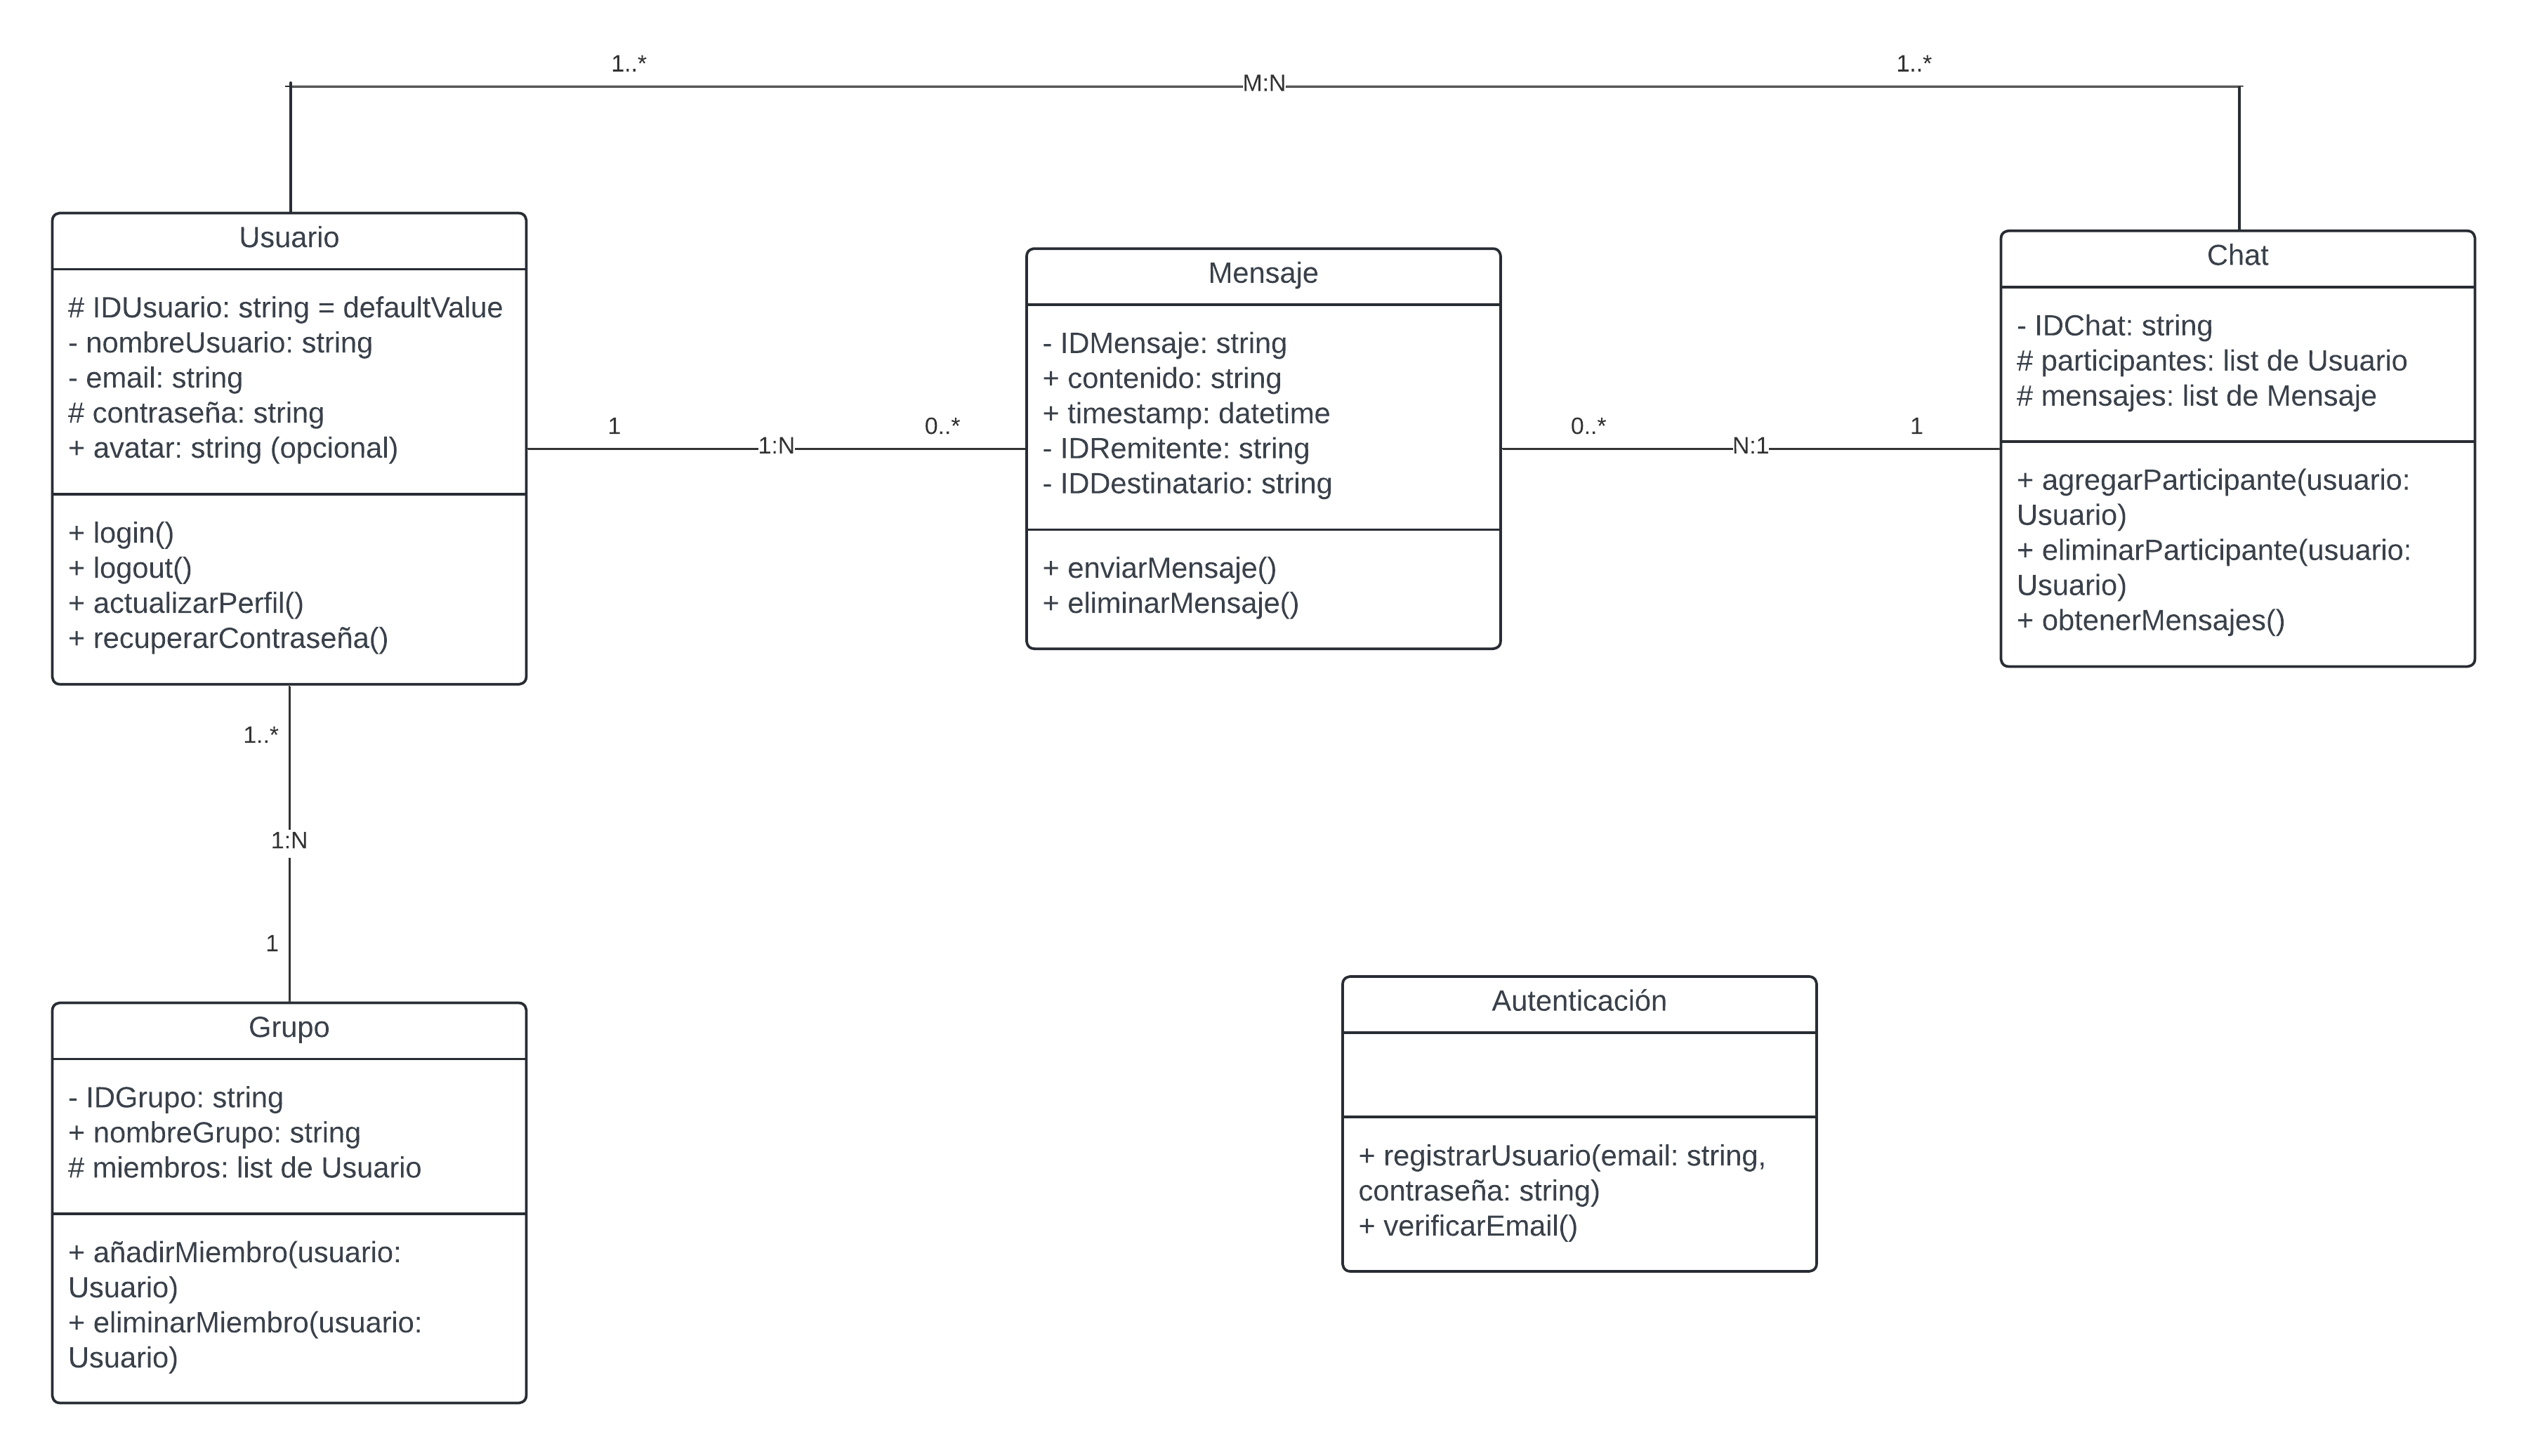 1..*
M:N
1..*
Usuario
# IDUsuario: string = defaultValue
- nombreUsuario: string
- email: string
# contraseña: string
+ avatar: string (opcional)
+ login()
+ logout()
+ actualizarPerfil()
+ recuperarContraseña()
1
1:N
0..*
Mensaje
- IDMensaje: string
+ contenido: string
+ timestamp: datetime
- IDRemitente: string
- IDDestinatario: string
+ enviarMensaje()
+ eliminarMensaje()
0..*
N:1
1
Chat
- IDChat: string
# participantes: list de Usuario
# mensajes: list de Mensaje
+ agregarParticipante(usuario:
Usuario)
+ eliminarParticipante(usuario:
Usuario)
+ obtenerMensajes()
1..*
1:N
1
Grupo
- IDGrupo: string
+ nombreGrupo: string
# miembros: list de Usuario
+ añadirMiembro(usuario:
Usuario)
+ eliminarMiembro(usuario:
Usuario)
Autenticación
+ registrarUsuario(email: string,
contraseña: string)
+ verificarEmail()